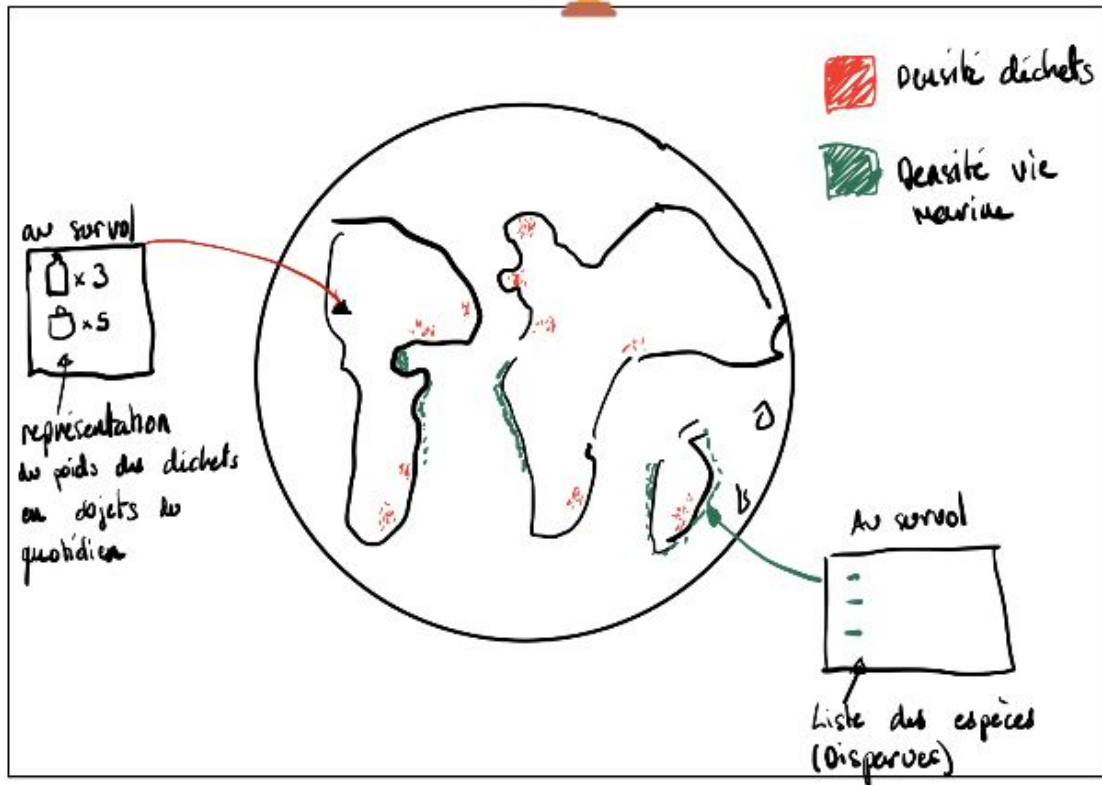 Densité déchets
Densité vie
marine
au survol
x 3
x 5
représentation
du poids des déchets
en objets du
quotidien
Au survol
Liste des espèces
(Disparues)